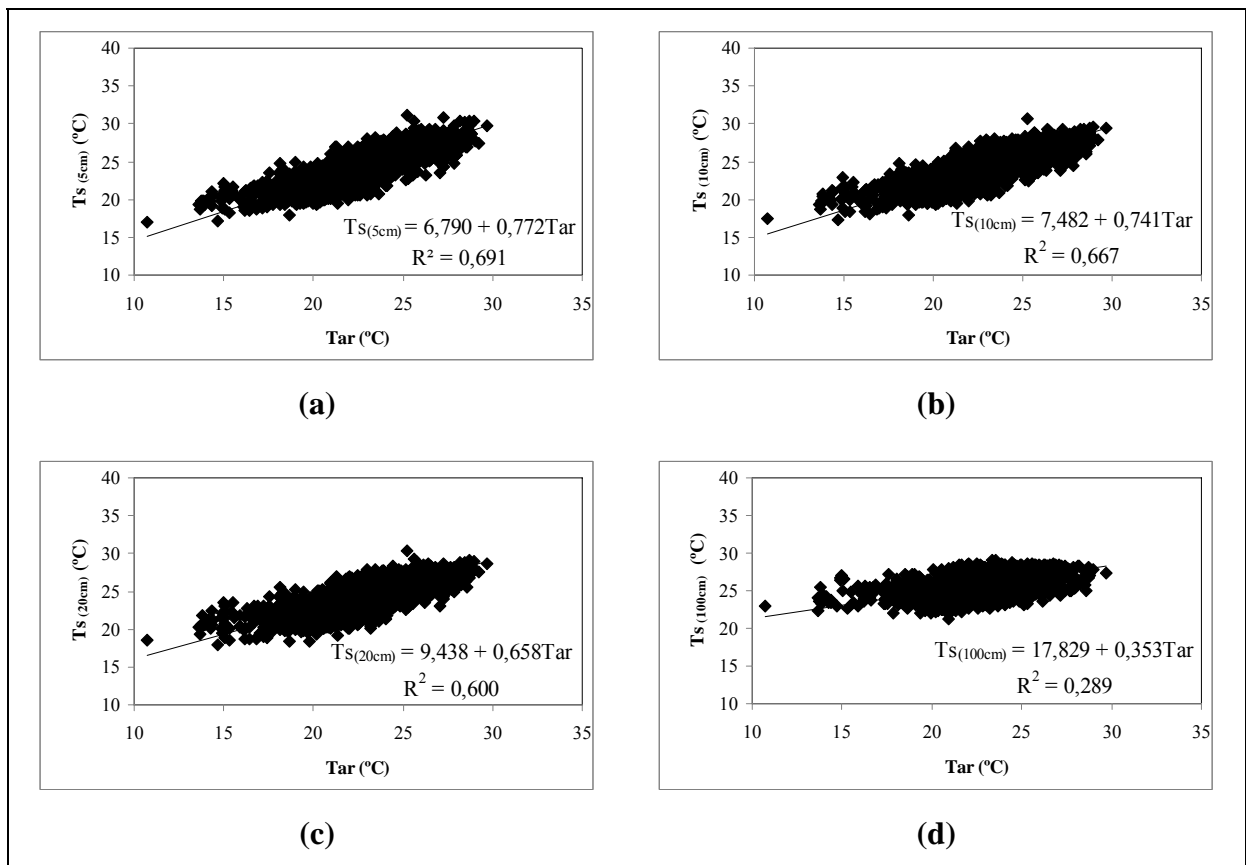 40
35
30
25
20
15
10
Ts (5cm) (ºC)
Ts(5cm) = 6,790 + 0,772Tar
R² = 0,691
10 15 20 25 30 35
Tar (ºC)
(a)
40
35
30
25
20
15
10
Ts (10cm) (ºC)
Ts(10cm) = 7,482 + 0,741Tar
R2 = 0,667
10 15 20 25 30 35
Tar (ºC)
(b)
40
35
30
25
20
15
10
Ts (20cm) (ºC)
Ts(20cm) = 9,438 + 0,658Tar
R2 = 0,600
10 15 20 25 30 35
Tar (ºC)
(c)
40
35
30
25
20
15
10
Ts (100cm) (ºC)
Ts(100cm) = 17,829 + 0,353Tar
R2 = 0,289
10 15 20 25 30 35
Tar (ºC)
(d)